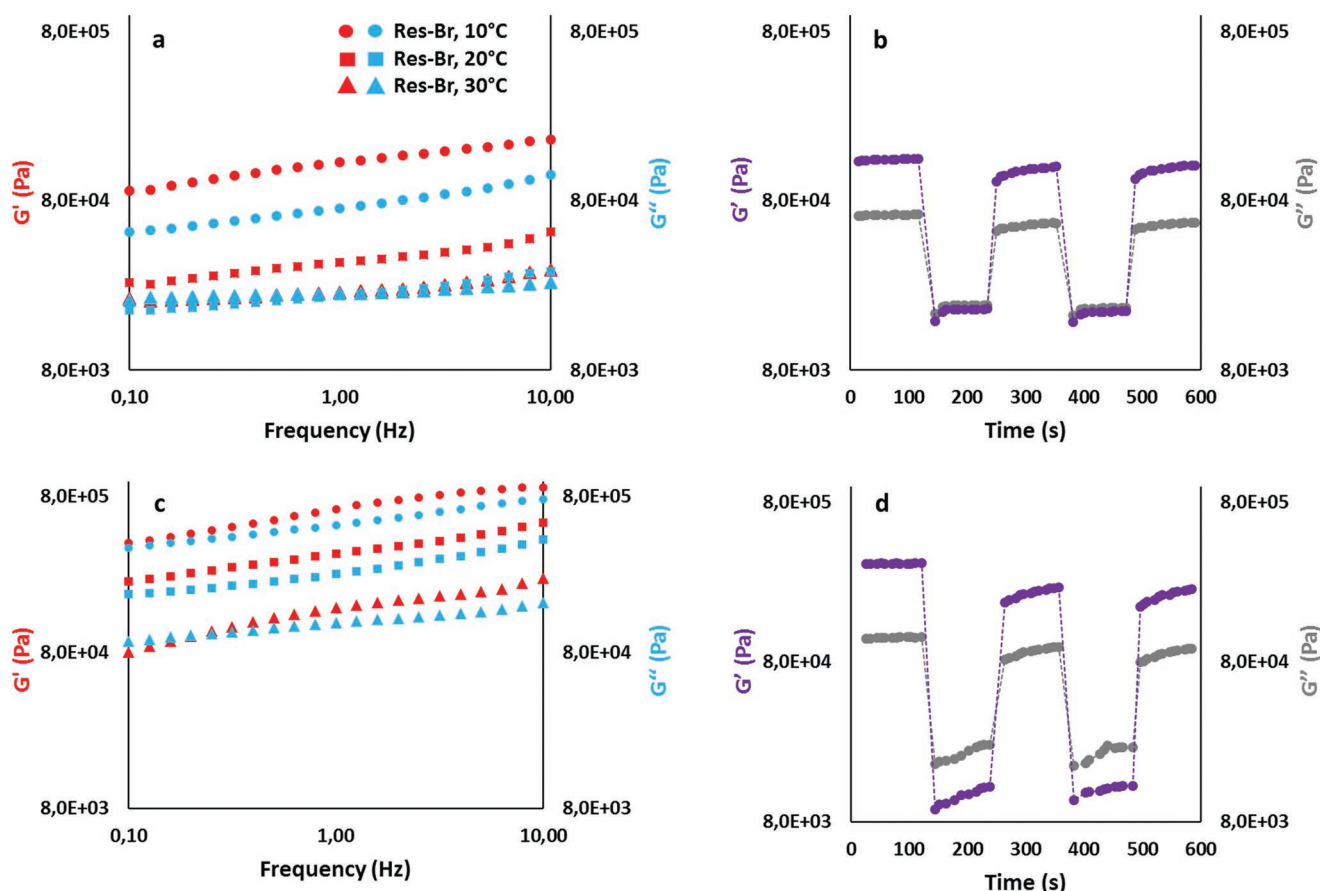 a
Res-Br, 10°C
Res-Br, 20°C
Res-Br, 30°C
8,0E+05
8,0E+04
8,0E+03
G' (Pa)
8,0E+05
8,0E+04
8,0E+03
G“ (Pa)
0,10 1,00 10,00
Frequency (Hz)
b
8,0E+05
8,0E+04
8,0E+03
G’ (Pa)
8,0E+05
8,0E+04
8,0E+03
G” (Pa)
0 100 200 300 400 500 600
Time (s)
c
8,0E+05
8,0E+04
8,0E+03
G' (Pa)
8,0E+05
8,0E+04
8,0E+03
G“ (Pa)
0,10 1,00 10,00
Frequency (Hz)
d
8,0E+05
8,0E+04
8,0E+03
G’ (Pa)
8,0E+05
8,0E+04
8,0E+03
G” (Pa)
0 100 200 300 400 500 600
Time (s)